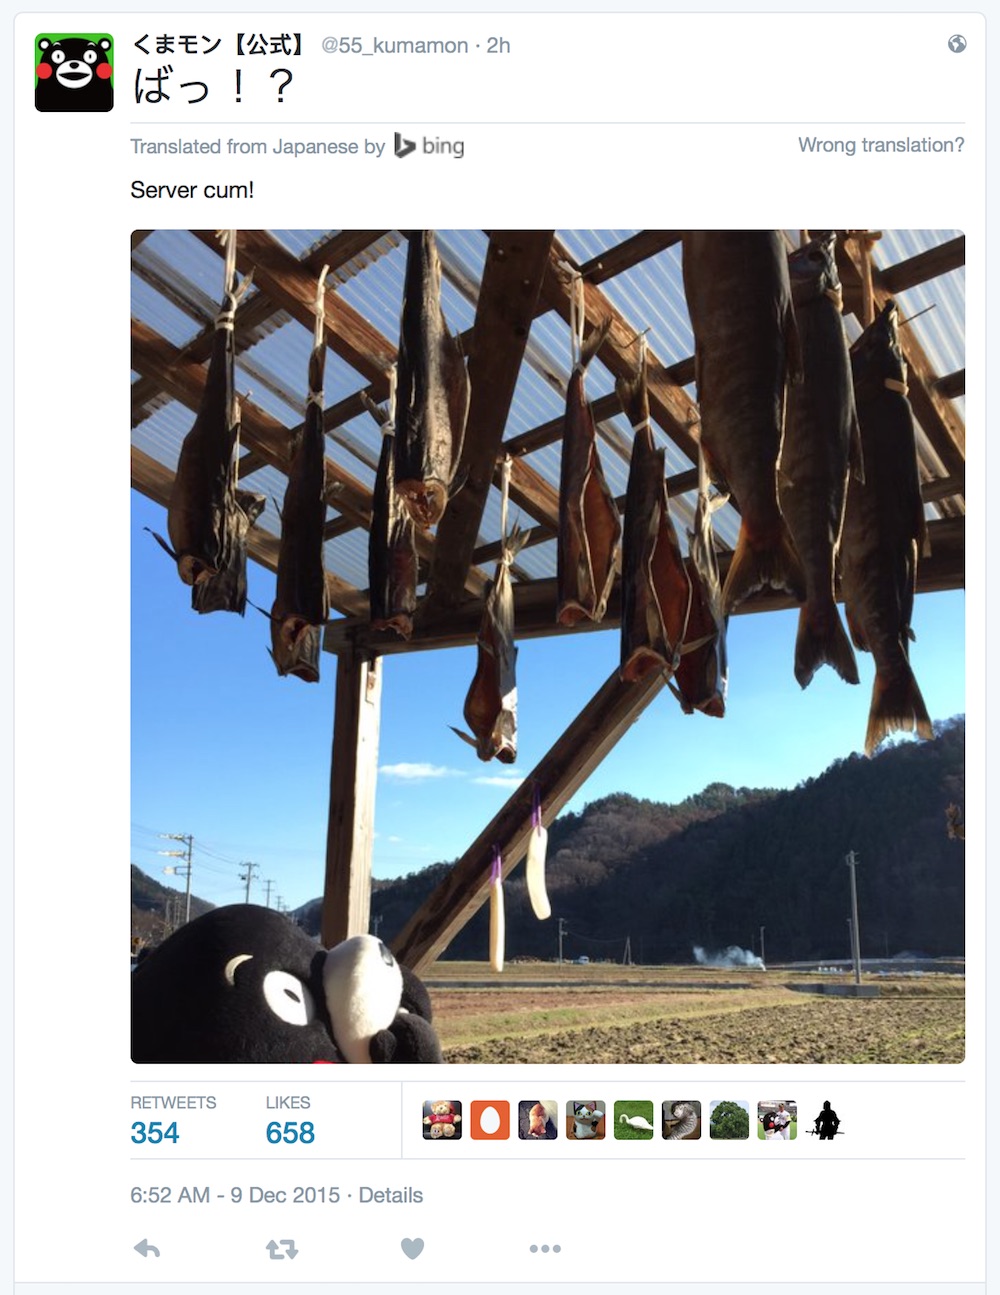 くまモン【公式】 @55_kumamon · 2h
ばっ！？
Translated from Japanese by bing
Wrong translation?
Server cum!
RETWEETS
354
LIKES
658
6:52 AM - 9 Dec 2015 · Details